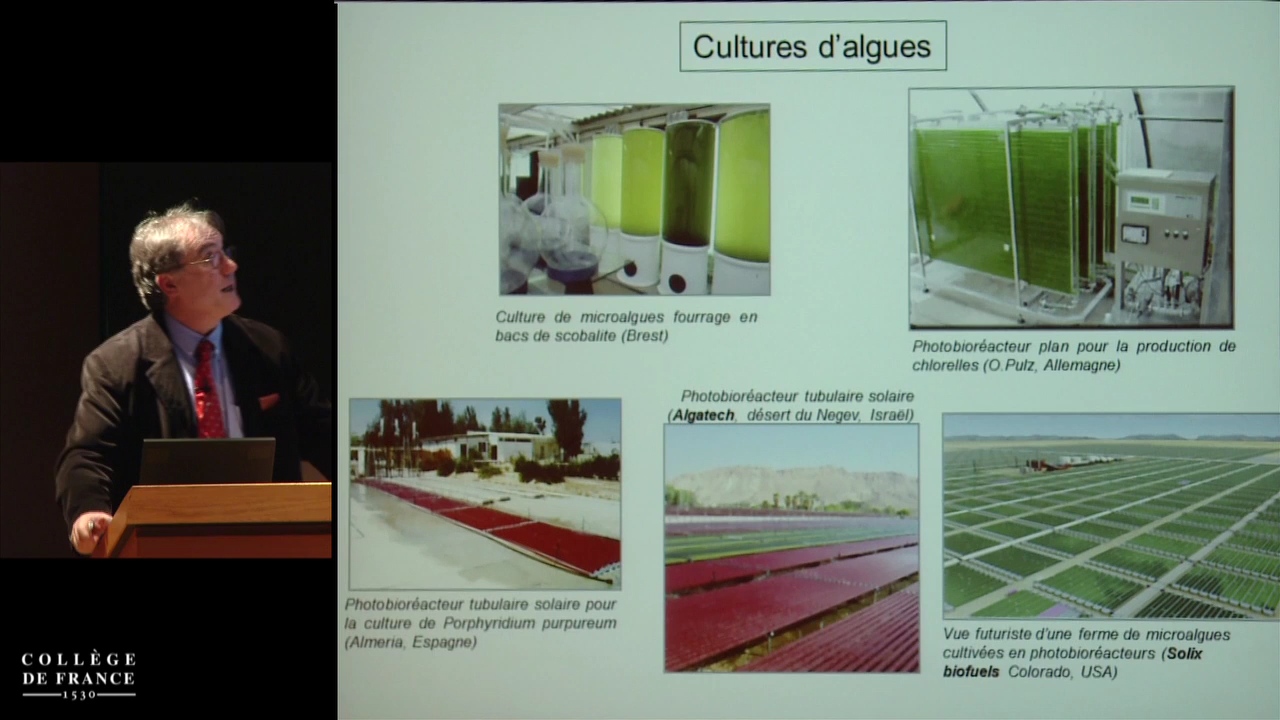 Cultures d'algues
Culture de microalgues fourrage en
bacs de scobalite (Brest)
Photobioréacteur plan pour la production de
chlorelles (O.Pulz, Allemagne)
Photobioréacteur tubulaire solaire
(Algatech, désert du Negev, Israël)
Photobioréacteur tubulaire solaire pour
la culture de Porphyridium purpureum
(Almeria, Espagne)
Vue futuriste d'une ferme de microalgues
cultivées en photobioréacteurs (Solix
biofuels Colorado, USA)
COLLÈGE
DE FRANCE
1530